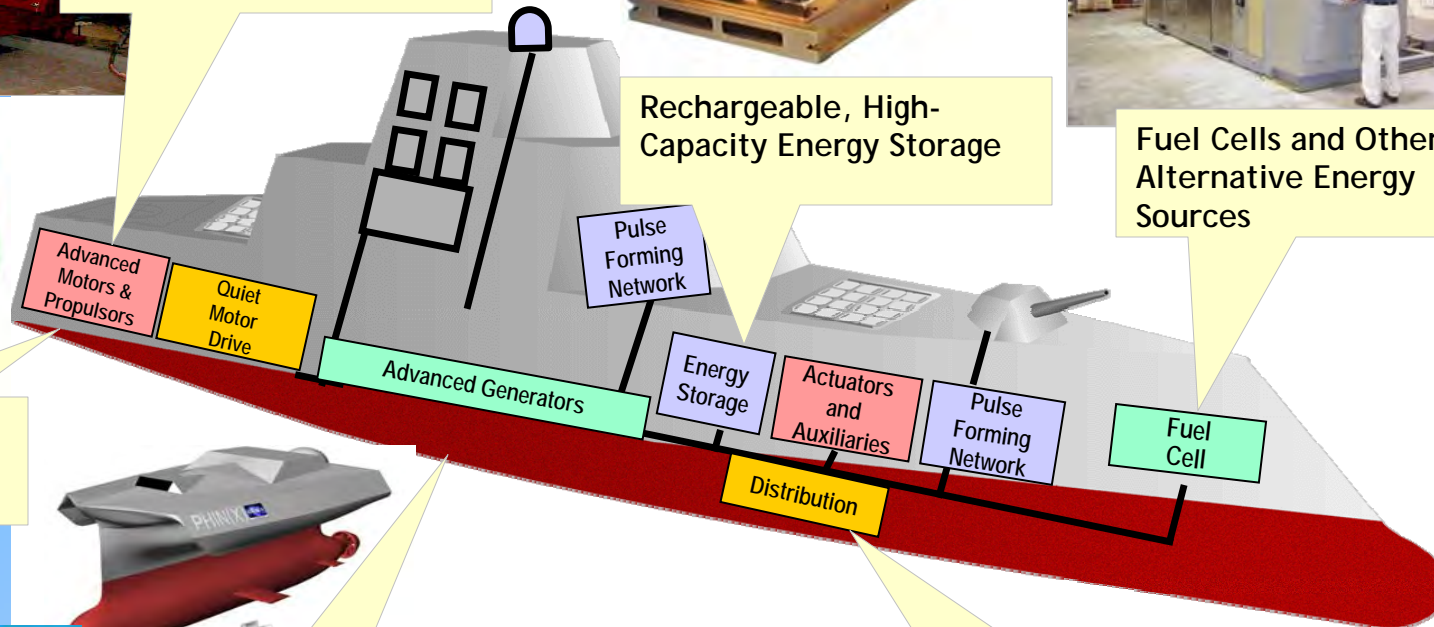 Rechargeable, High-
Capacity Energy Storage
Fuel Cells and Other
Alternative Energy
Sources
Advanced
Motors &
Propulsors
Quiet
Motor
Drive
Advanced Generators
Pulse
Forming
Network
Energy
Storage
Actuators
and
Auxiliaries
Pulse
Forming
Network
Fuel
Cell
Distribution
PHINIX